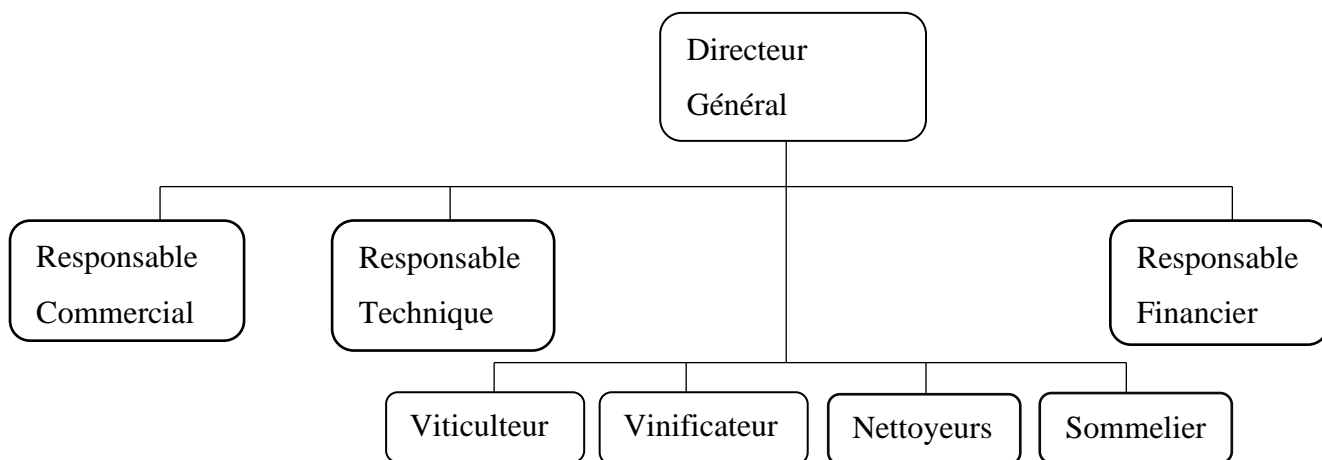 Directeur
Général
Responsable
Commercial
Responsable
Technique
Responsable
Financier
Viticulteur
Vinificateur
Nettoyeurs
Sommelier